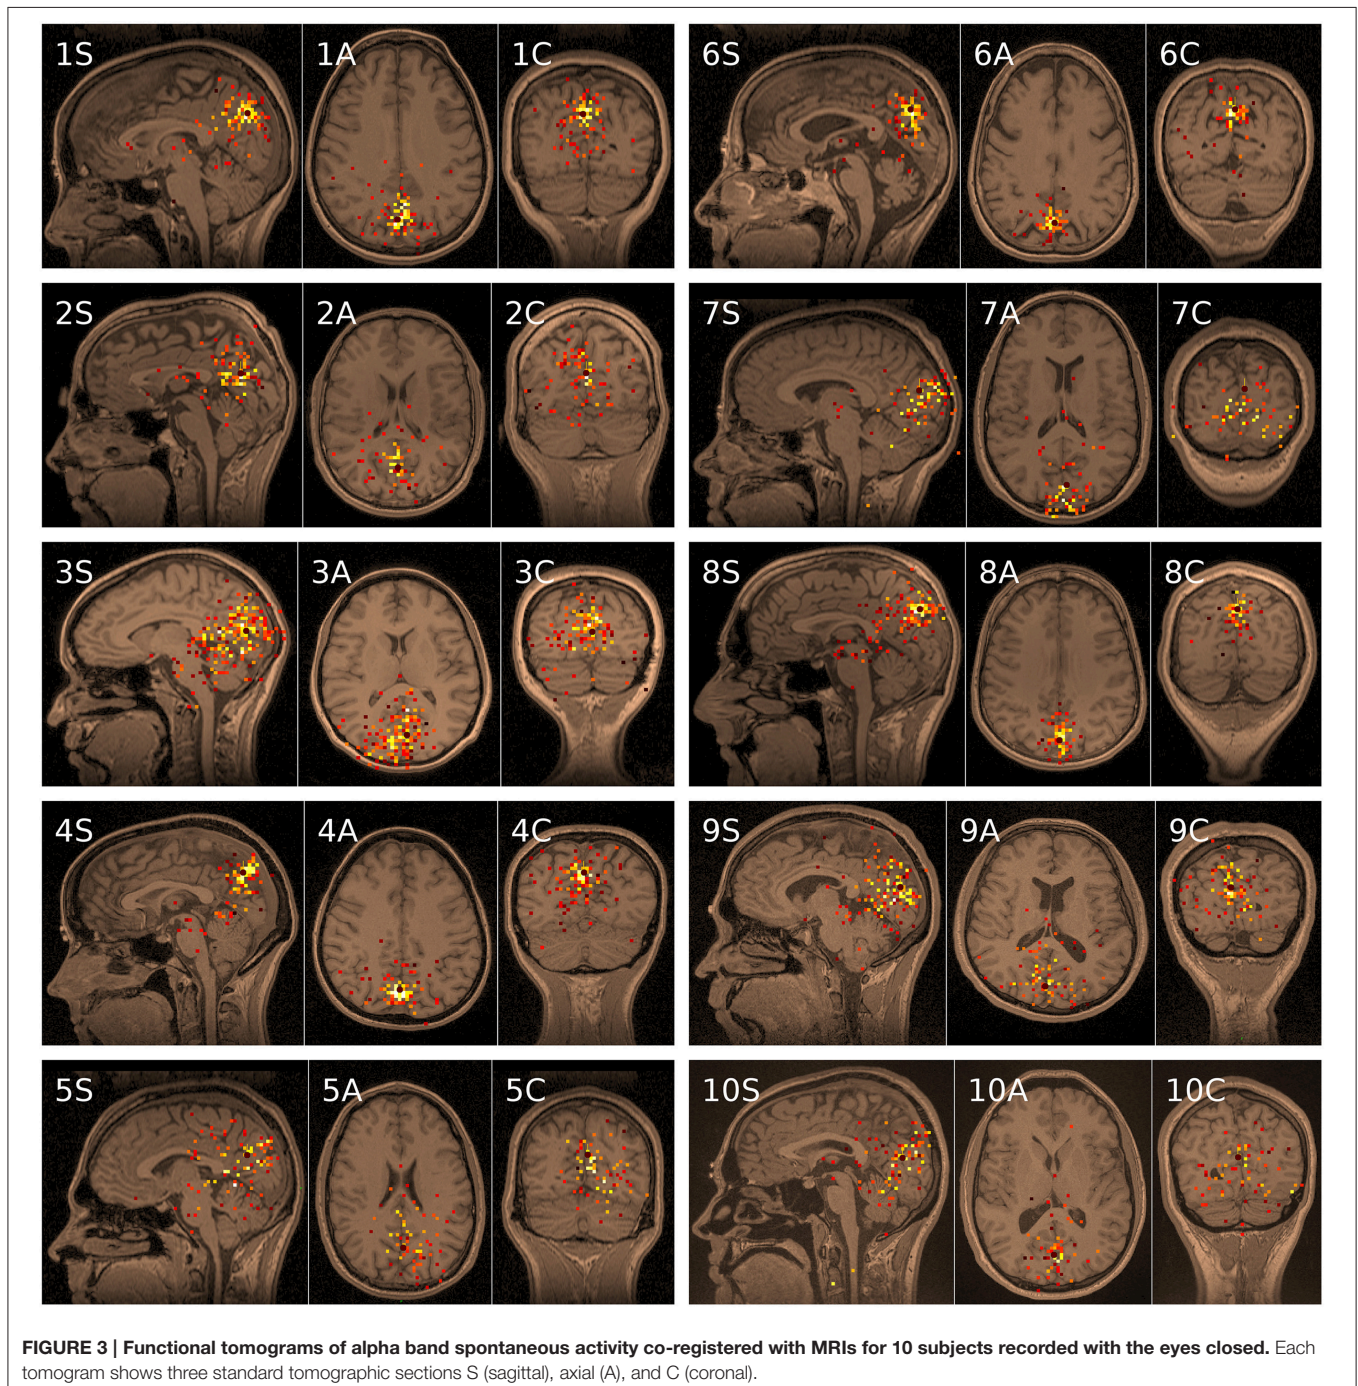 1S 1A 1C 6S 6A 6C
2S 2A 2C 7S 7A 7C
3S 3A 3C 8S 8A 8C
4S 4A 4C 9S 9A 9C
5S 5A 5C 10S 10A 10C
FIGURE 3 | Functional tomograms of alpha band spontaneous activity co-registered with MRIs for 10 subjects recorded with the eyes closed. Each
tomogram shows three standard tomographic sections S (sagittal), axial (A), and C (coronal).